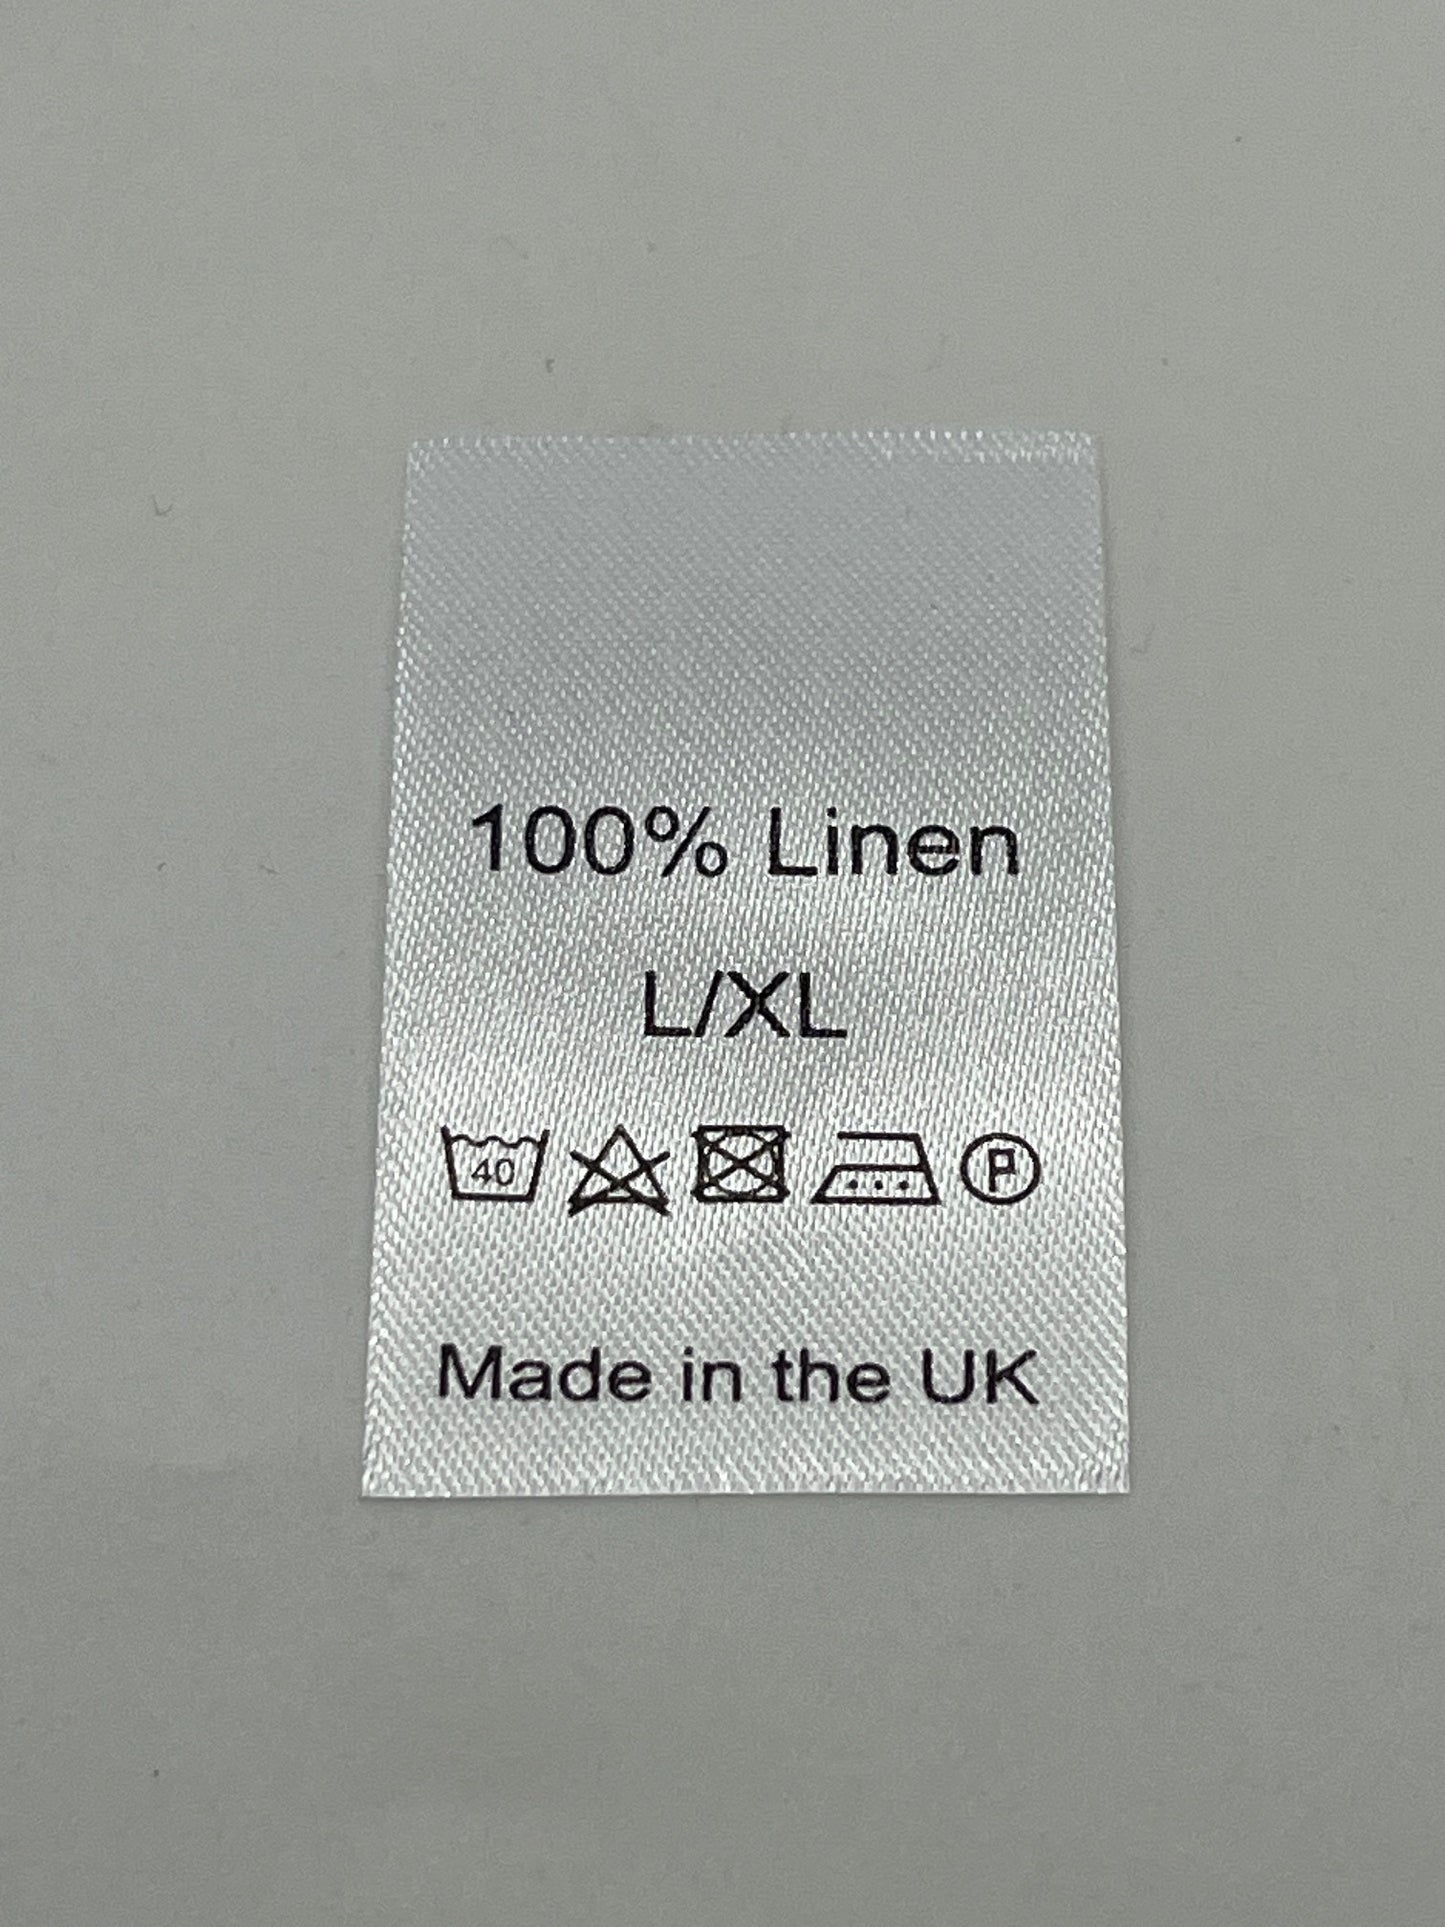 100% Linen
L/XL
40 P
Made in the UK